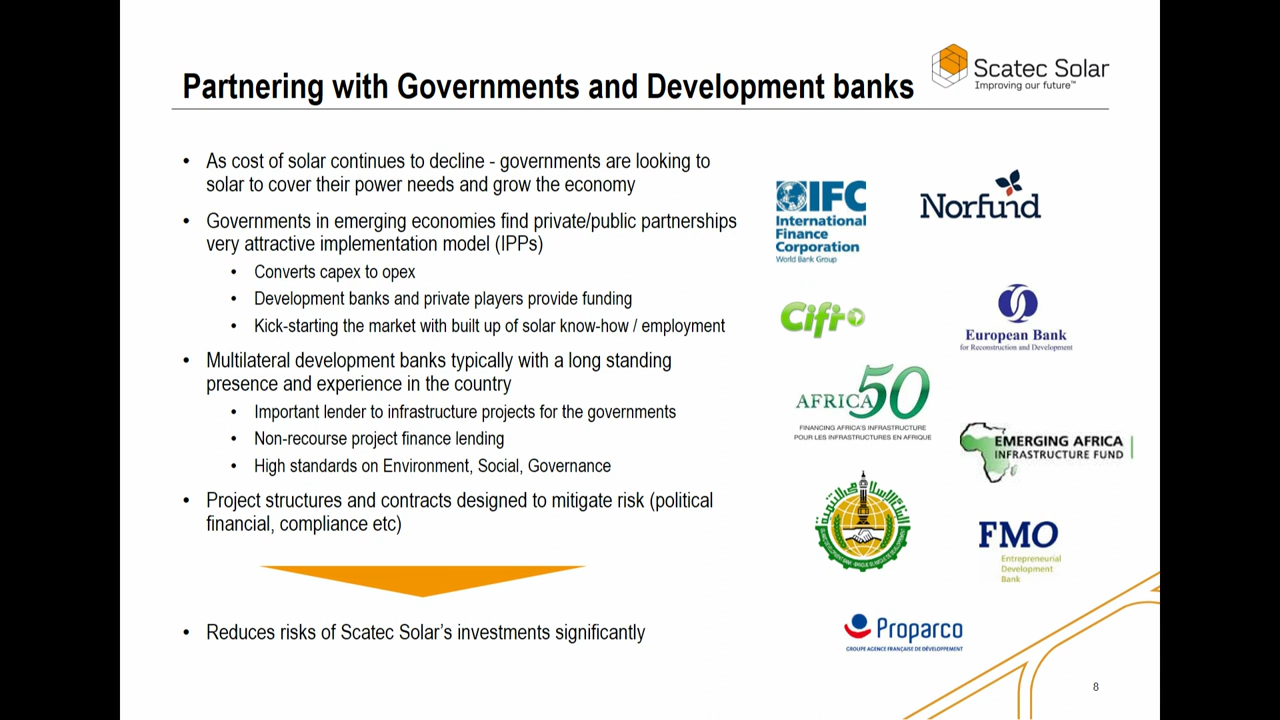 Partnering with Governments and Development banks
Scatec Solar
Improving our future™
• As cost of solar continues to decline - governments are looking to
solar to cover their power needs and grow the economy
• Governments in emerging economies find private/public partnerships
very attractive implementation model (IPPs)
• Converts capex to opex
• Development banks and private players provide funding
• Kick-starting the market with built up of solar know-how / employment
• Multilateral development banks typically with a long standing
presence and experience in the country
• Important lender to infrastructure projects for the governments
• Non-recourse project finance lending
• High standards on Environment, Social, Governance
• Project structures and contracts designed to mitigate risk (political
financial, compliance etc)
• Reduces risks of Scatec Solar's investments significantly
IFC
International
Finance
Corporation
World Bank Group
Norfund
Cifi
European Bank
for Reconstruction and Development
AFRICA50
FINANCING AFRICA'S INFRASTRUCTURE
POUR LES INFRASTRUCTURES EN AFRIQUE
EMERGING AFRICA
INFRASTRUCTURE FUND
FMO
Entrepreneurial
Development
Bank
Proparco
GROUPE AGENCE FRANÇAISE DE DÉVELOPPEMENT
8